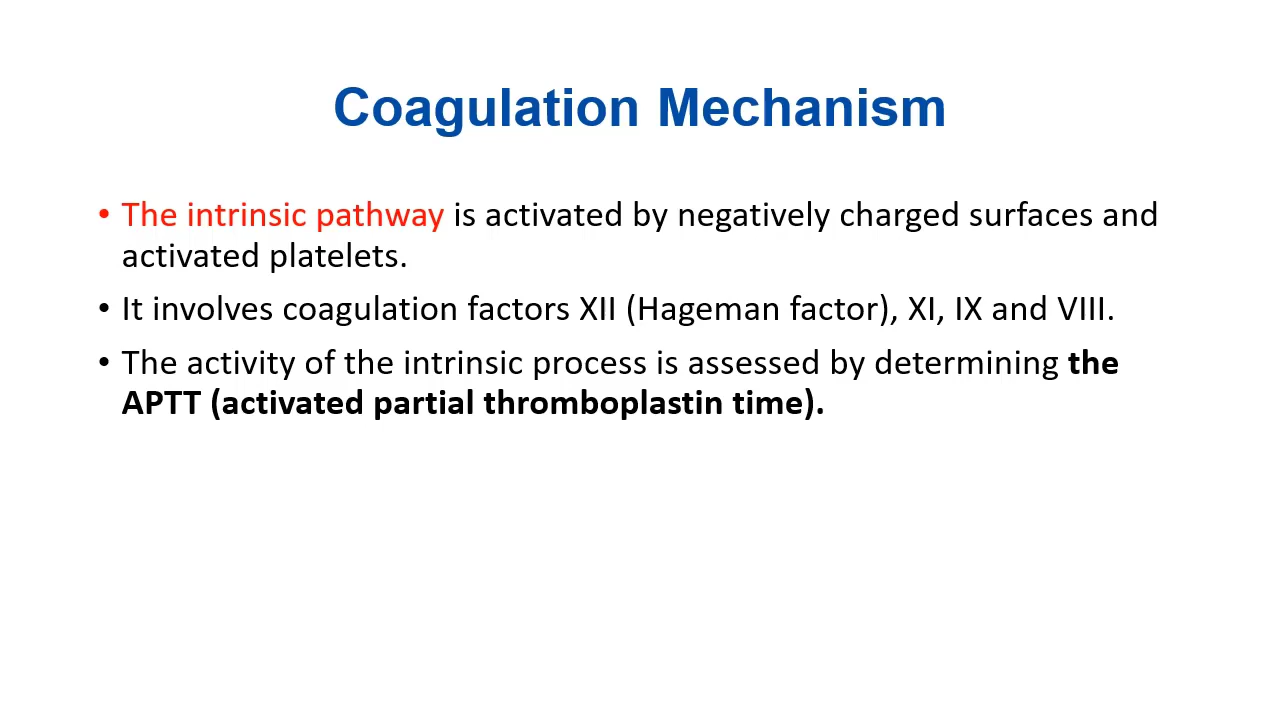 Coagulation Mechanism
• The intrinsic pathway is activated by negatively charged surfaces and
activated platelets.
• It involves coagulation factors XII (Hageman factor), XI, IX and VIII.
• The activity of the intrinsic process is assessed by determining the
APTT (activated partial thromboplastin time).